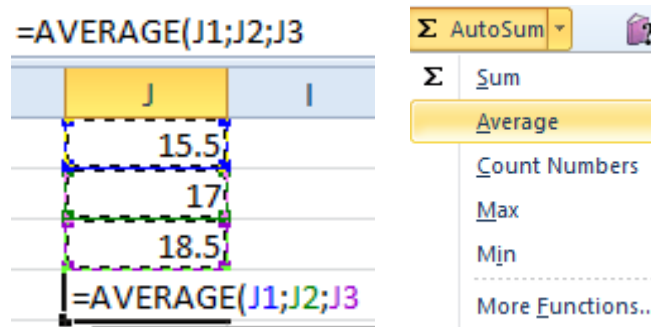 =AVERAGE(J1;J2;J3
J I
15.5
17
18.5
=AVERAGE(J1;J2;J3
Σ AutoSum
Σ Sum
Average
Count Numbers
Max
Min
More Functions..